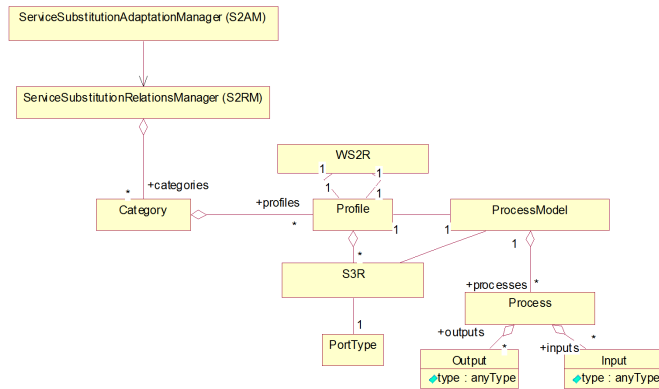 ServiceSubstitutionAdaptationManager (S2AM)
ServiceSubstitutionRelationsManager (S2RM)
* +categories
Category
+profiles
*
WS2R
1 1
1 1
Profile
1
ProcessModel
1
1
*
S3R
1
PortType
+processes *
Process
+outputs
*
+inputs
*
Output
type : anyType
Input
type : anyType